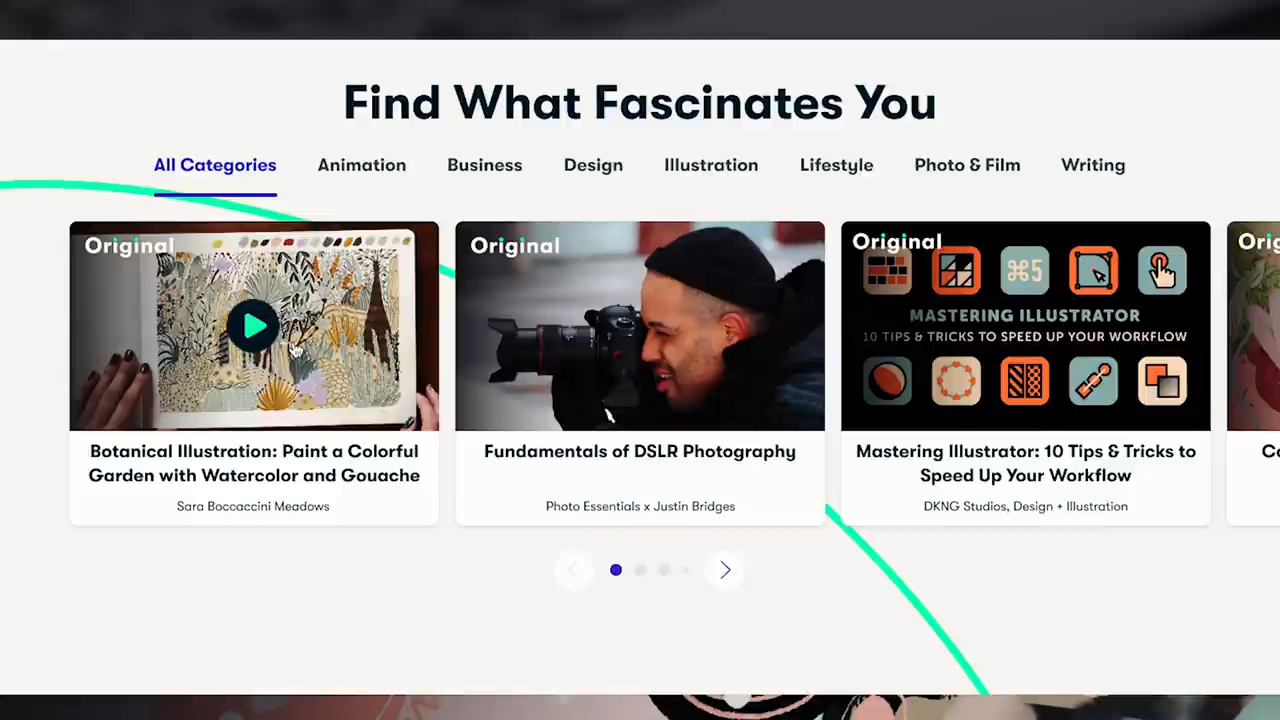 Find What Fascinates You
All Categories Animation Business Design Illustration Lifestyle Photo & Film Writing
Original
Botanical Illustration: Paint a Colorful
Garden with Watercolor and Gouache
Sara Boccaccini Meadows
Original
Fundamentals of DSLR Photography
Photo Essentials x Justin Bridges
Original
⌘5
MASTERING ILLUSTRATOR
10 TIPS & TRICKS TO SPEED UP YOUR WORKFLOW
Mastering Illustrator: 10 Tips & Tricks to
Speed Up Your Workflow
DKNG Studios, Design + Illustration
Orig
Co